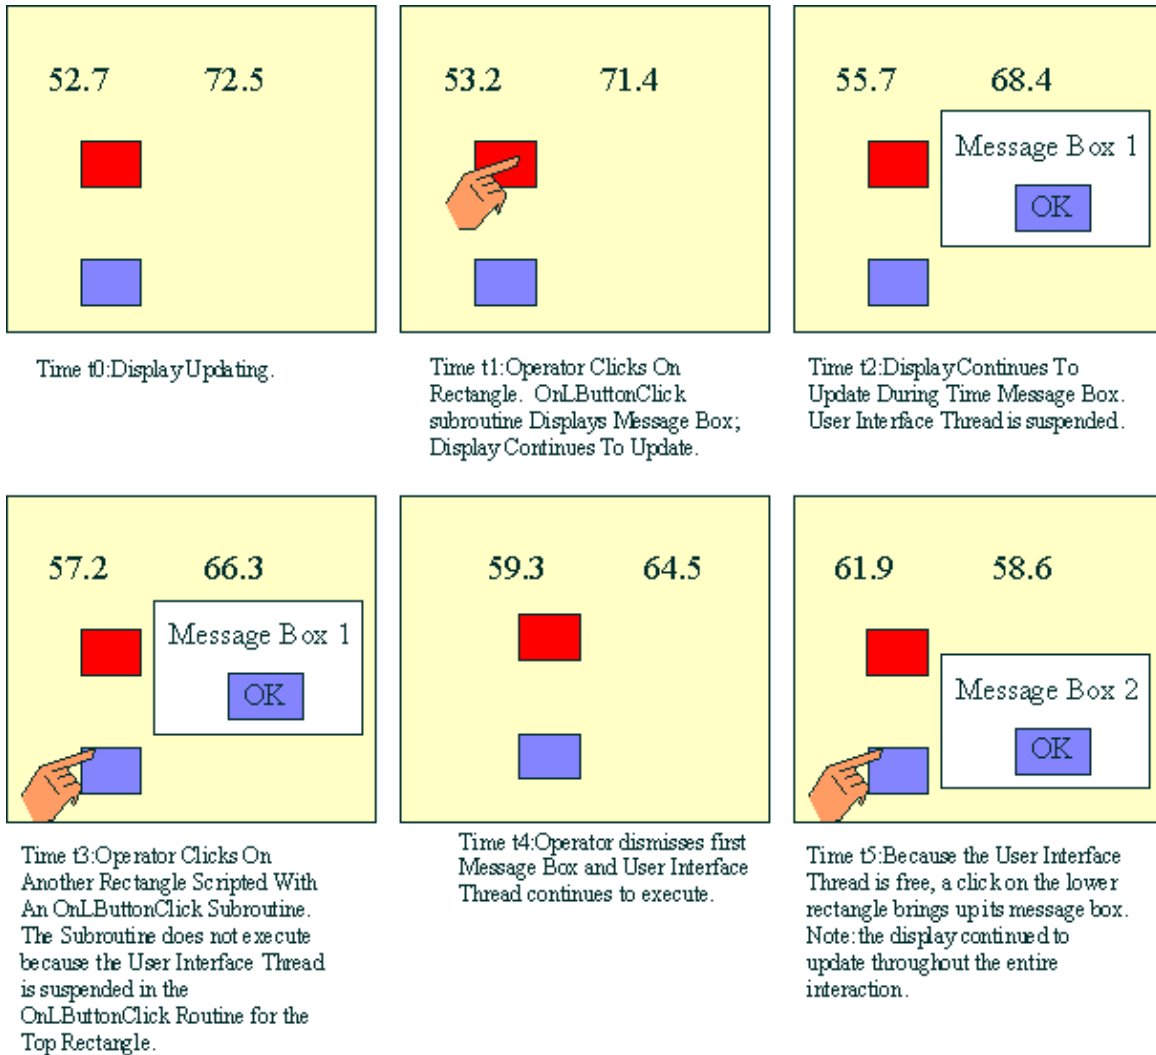 52.7 72.5
Time t0:Display Updating.
53.2 71.4
Time t1:Operator Clicks On
Rectangle. OnLButtonClick
subroutine Displays Message Box;
Display Continues To Update.
55.7 68.4
Message Box 1
OK
Time t2:Display Continues To
Update During Time Message Box.
User Interface Thread is suspended.
57.2 66.3
Message Box 1
OK
Time t3:Operator Clicks On
Another Rectangle Scripted With
An OnLButtonClick Subroutine.
The Subroutine does not execute
because the User Interface Thread
is suspended in the
OnLButtonClick Routine for the
Top Rectangle.
59.3 64.5
Time t4:Operator dismisses first
Message Box and User Interface
Thread continues to execute.
61.9 58.6
Message Box 2
OK
Time t5:Because the User Interface
Thread is free, a click on the lower
rectangle brings up its message box.
Note: the display continued to
update throughout the entire
interaction.